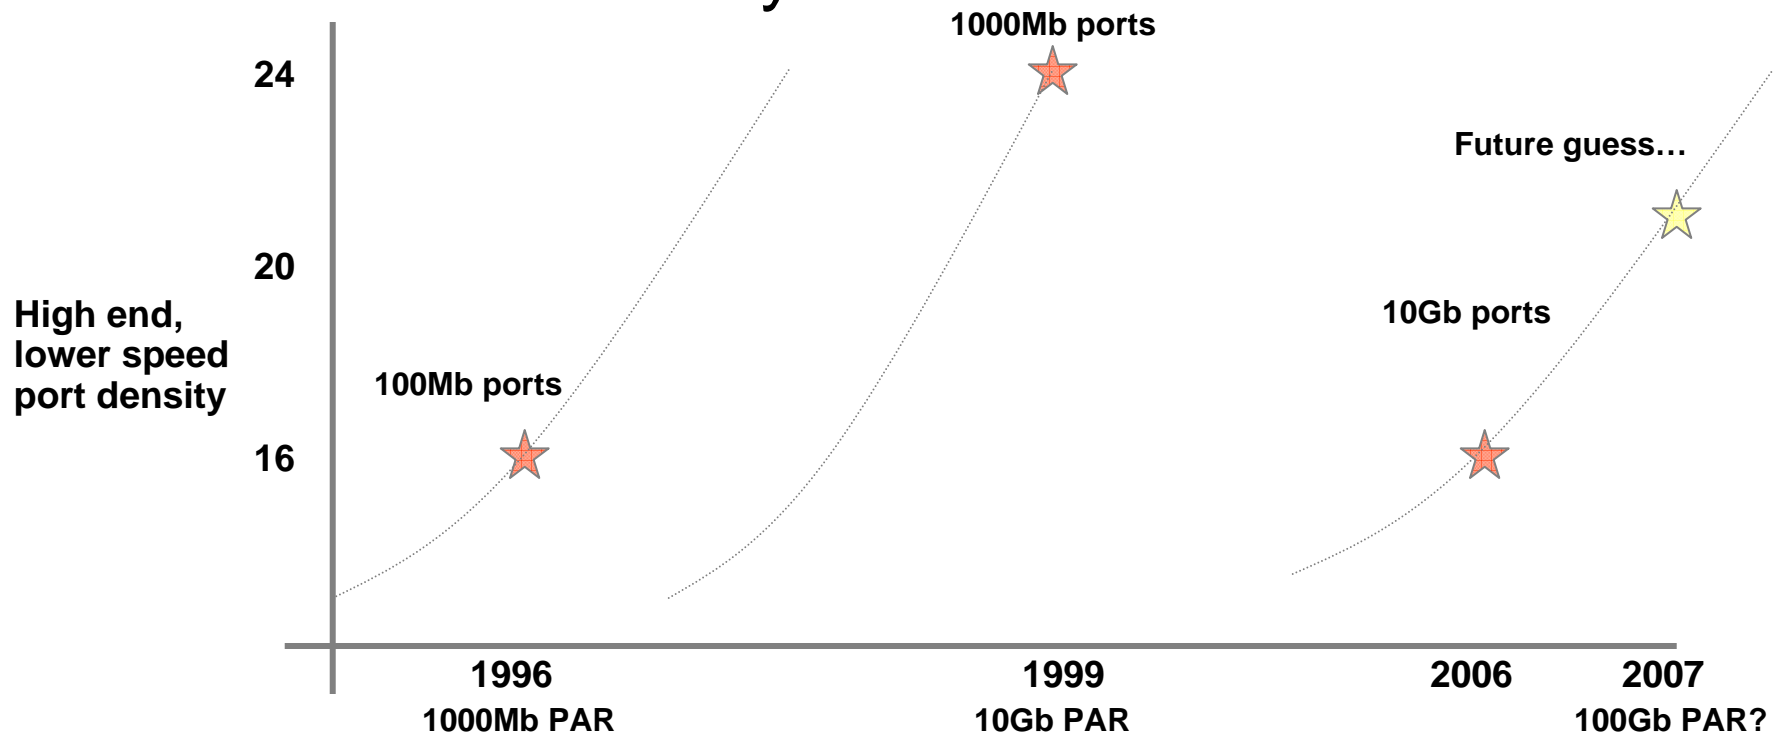 1000Mb ports
24
Future guess…
20
High end,
lower speed
port density
10Gb ports
100Mb ports
16
1996
1999
2006
2007
1000Mb PAR
10Gb PAR
100Gb PAR?